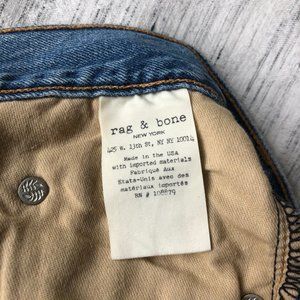 rag & bone
NEW YORK
425 W. 13th ST, NY NY 10014
Made in the USA
with imported materials
Fabriqué Aux
Etats-Unis avec des
matériaux importés
RN # 108879